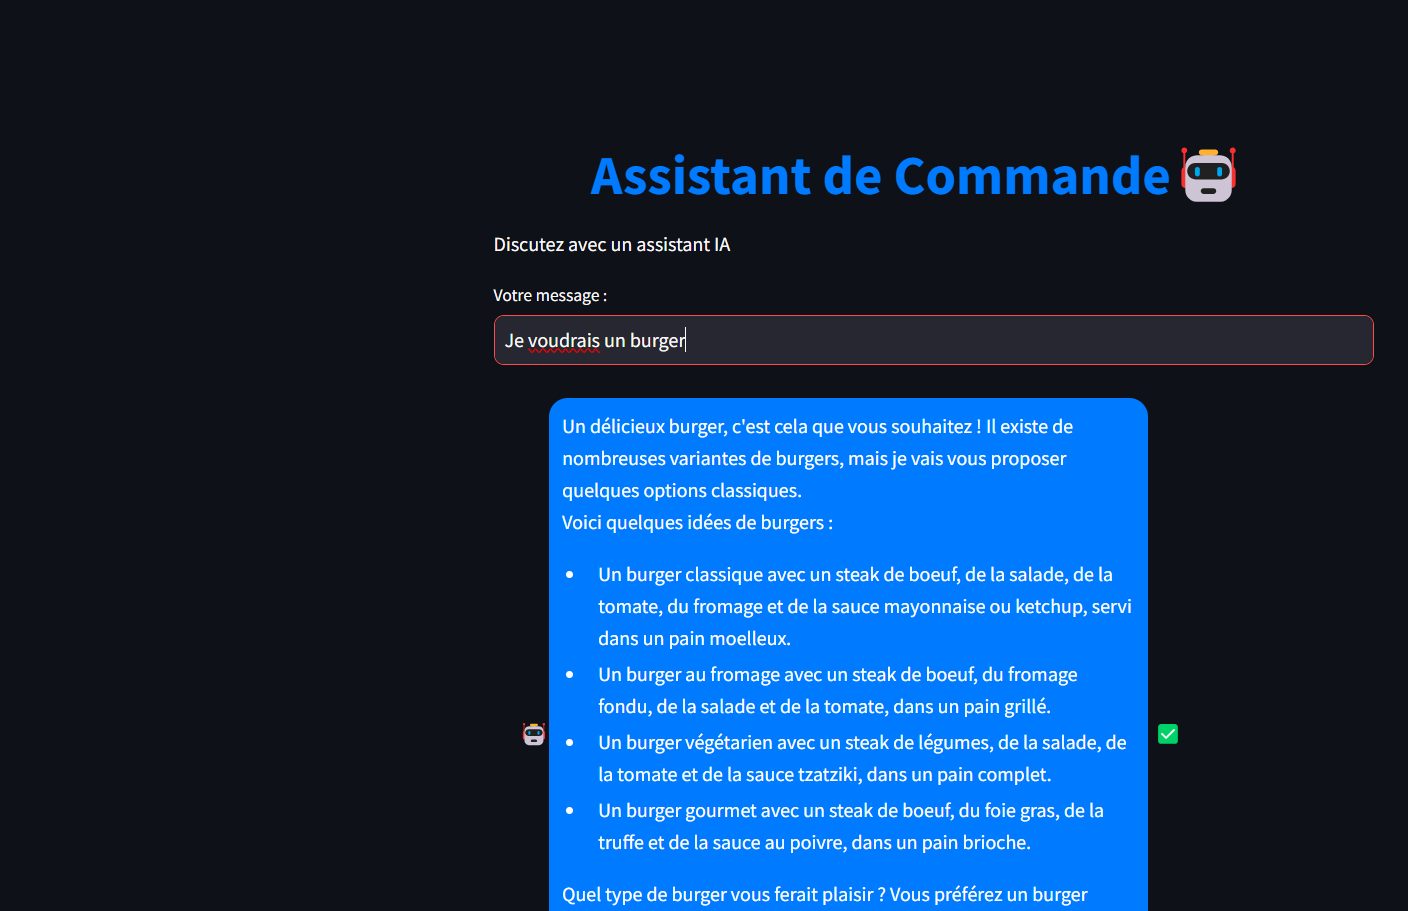 Assistant de Commande
Discutez avec un assistant IA
Votre message :
Je voudrais un burger
Un délicieux burger, c'est cela que vous souhaitez ! Il existe de
nombreuses variantes de burgers, mais je vais vous proposer
quelques options classiques.
Voici quelques idées de burgers :
• Un burger classique avec un steak de boeuf, de la salade, de la
tomate, du fromage et de la sauce mayonnaise ou ketchup, servi
dans un pain moelleux.
• Un burger au fromage avec un steak de boeuf, du fromage
fondu, de la salade et de la tomate, dans un pain grillé.
• Un burger végétarien avec un steak de légumes, de la salade, de
la tomate et de la sauce tzatziki, dans un pain complet.
• Un burger gourmet avec un steak de boeuf, du foie gras, de la
truffe et de la sauce au poivre, dans un pain brioche.
Quel type de burger vous ferait plaisir ? Vous préférez un burger